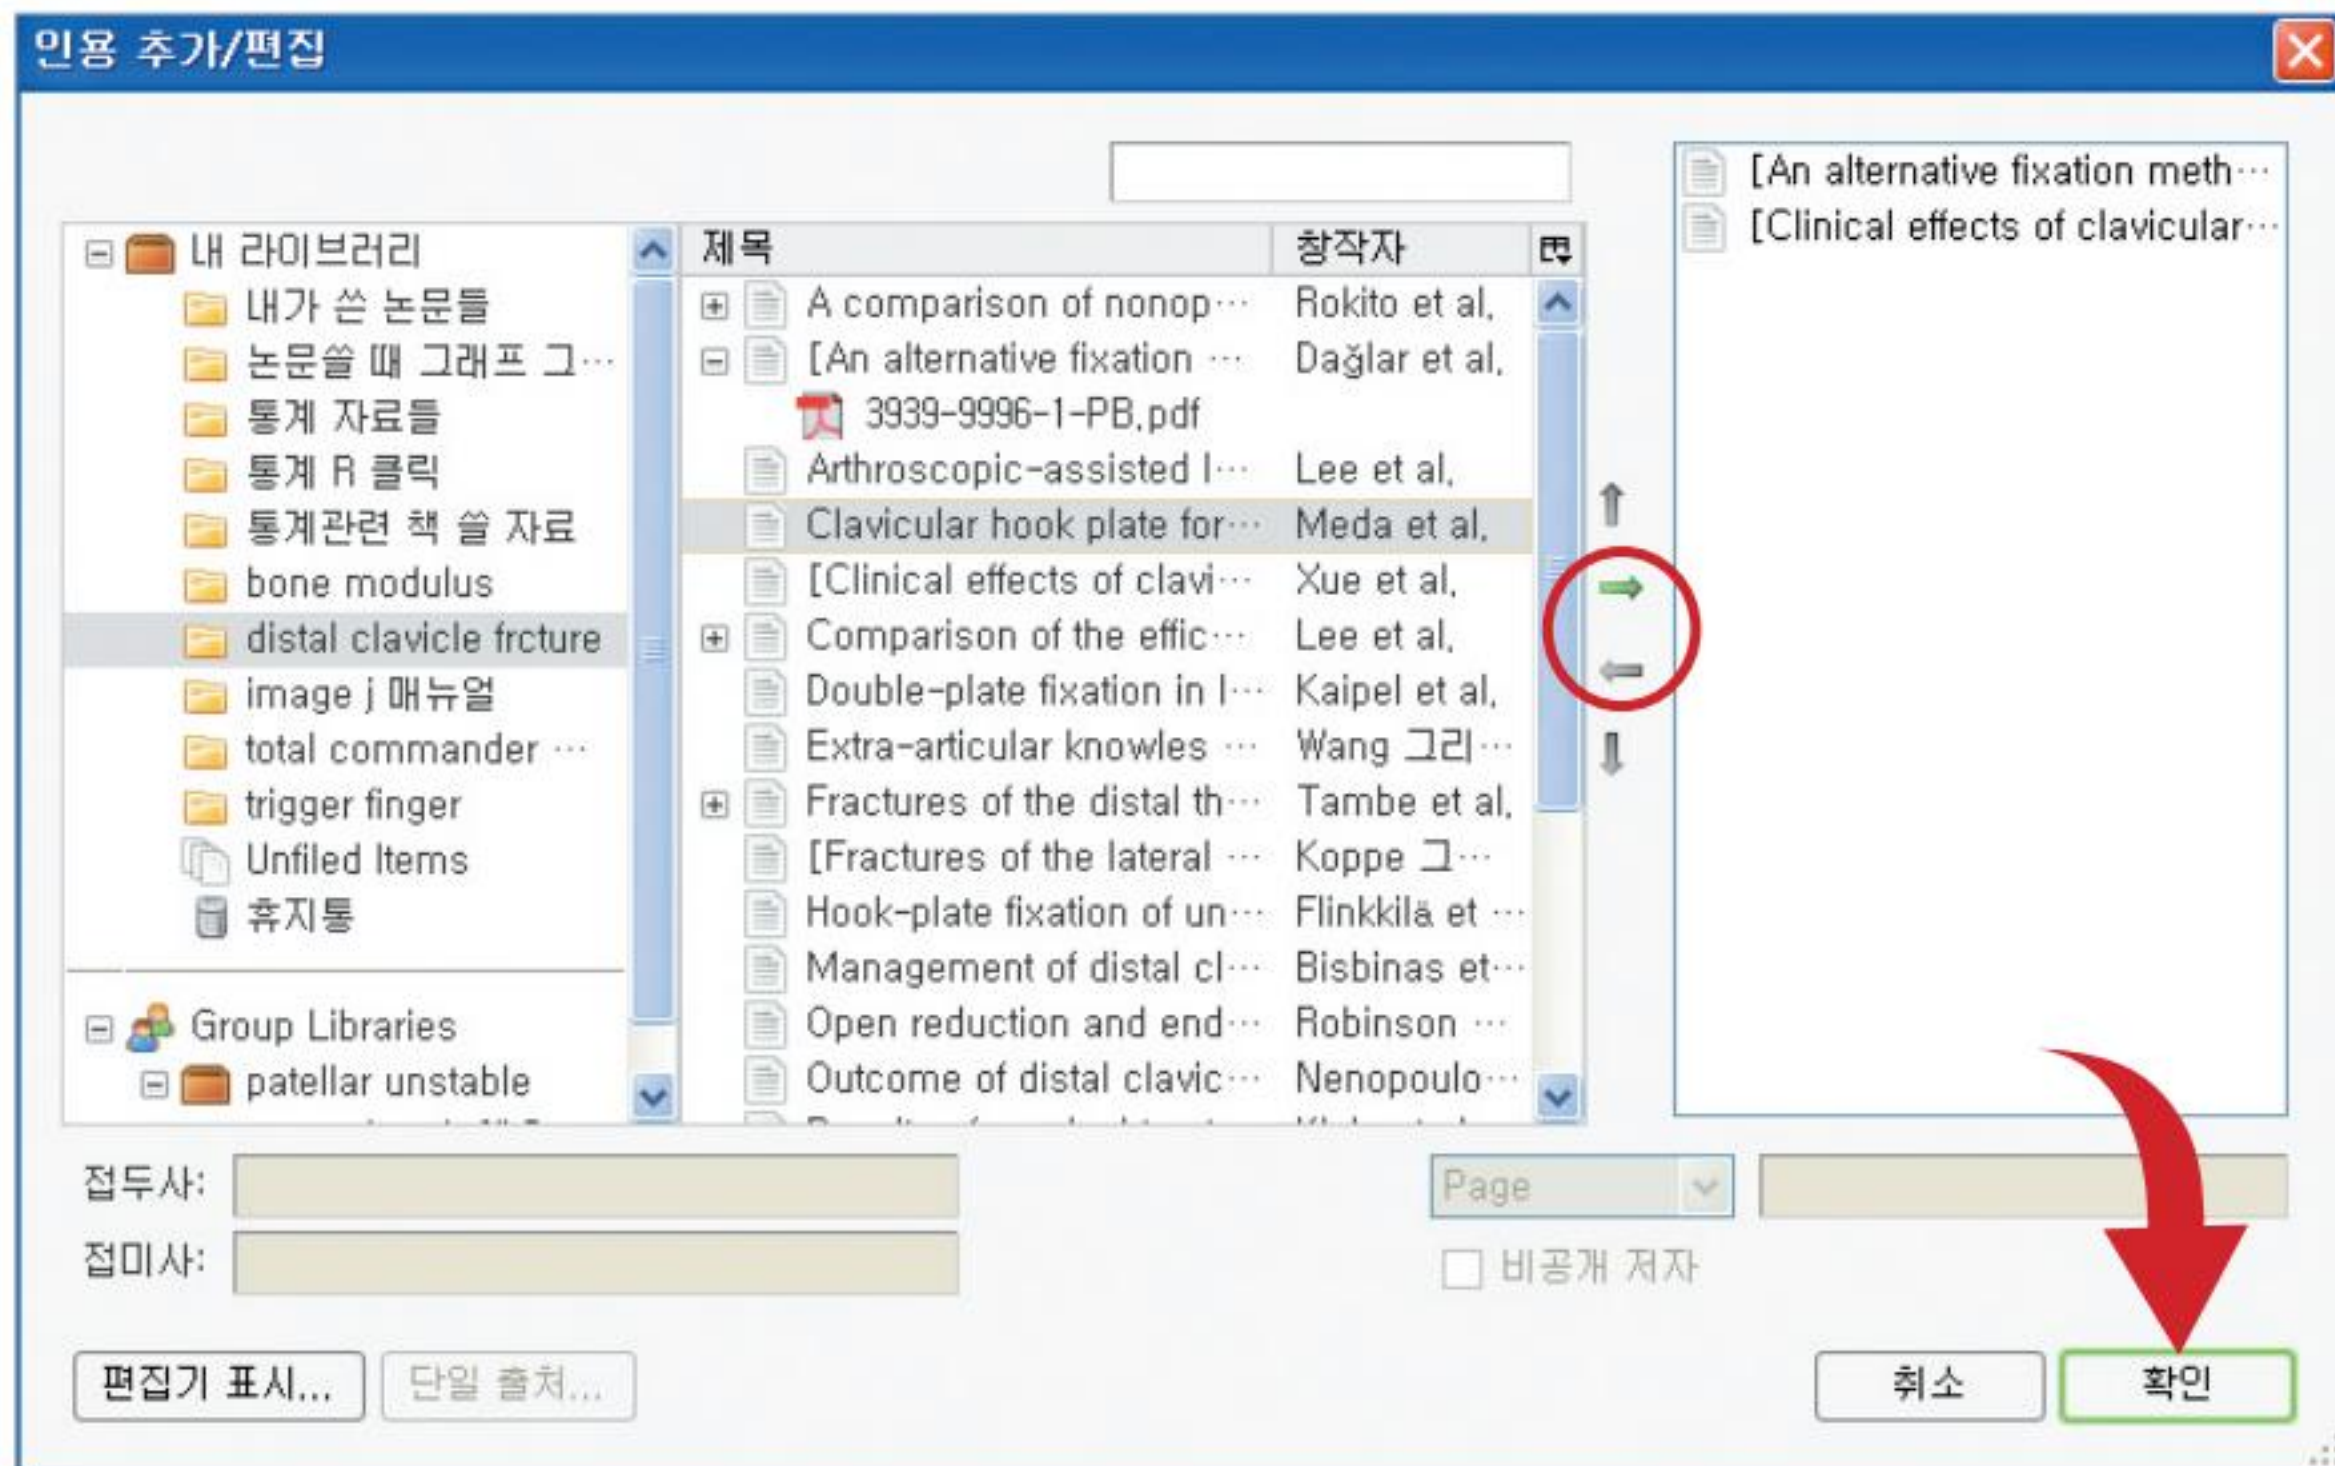 인용 추가/편집
내 라이브러리
내가 쓴 논문들
논문쓸 때 그래프 그…
통계 자료들
통계 R 클릭
통계관련 책 쓸 자료
bone modulus
distal clavicle frcture
image j 매뉴얼
total commander …
trigger finger
Unfiled Items
휴지통
Group Libraries
patellar unstable
제목 창작자
A comparison of nonop… Rokito et al,
[An alternative fixation … Dağlar et al,
3939-9996-1-PB.pdf
Arthroscopic-assisted l… Lee et al,
Clavicular hook plate for… Meda et al,
[Clinical effects of clavi… Xue et al,
Comparison of the effic… Lee et al,
Double-plate fixation in l… Kaipel et al,
Extra-articular knowles … Wang 그리…
Fractures of the distal th… Tambe et al,
[Fractures of the lateral … Koppe 그…
Hook-plate fixation of un… Flinkkilä et …
Management of distal cl… Bisbinas et…
Open reduction and end… Robinson …
Outcome of distal clavic… Nenopoulo…
[An alternative fixation meth…
[Clinical effects of clavicular…
접두사:
Page
접미사:
비공개 저자
편집기 표시...
단일 출처...
취소
확인